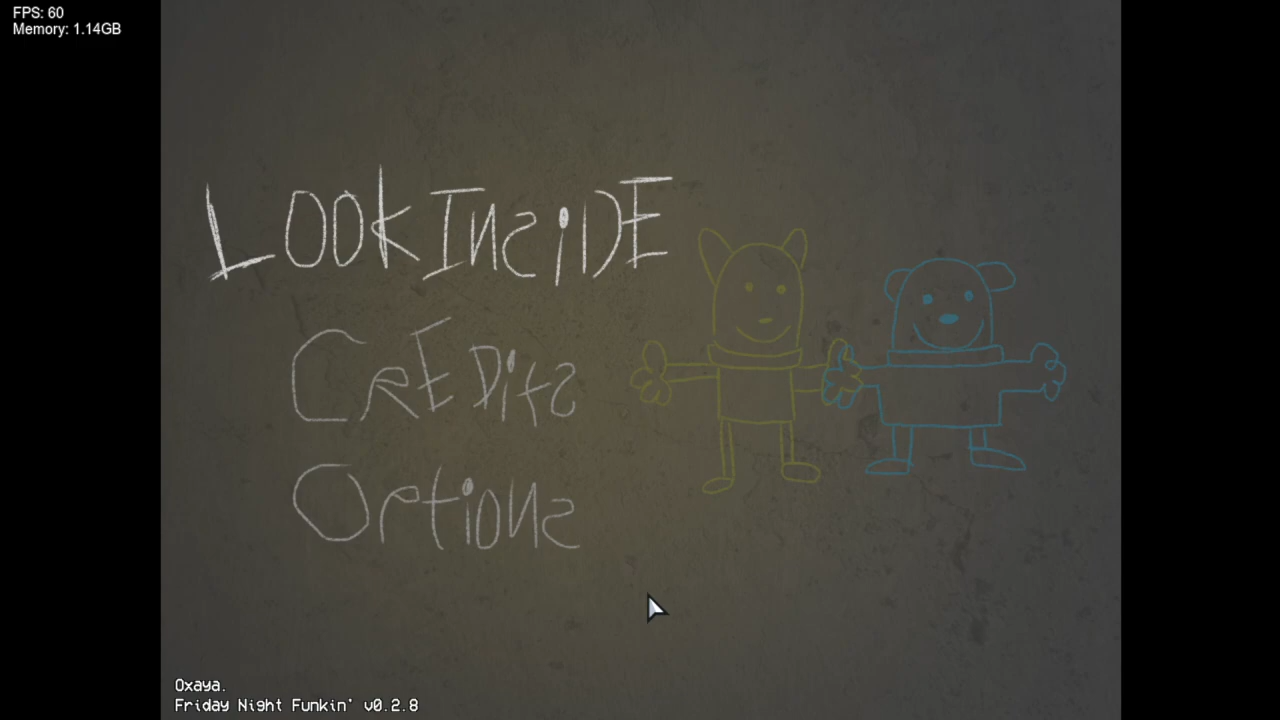 FPS: 60
Memory: 1.14GB
LOOKINSIDE
CREDits
Options
Oxaya.
Friday Night Funkin' v0.2.8